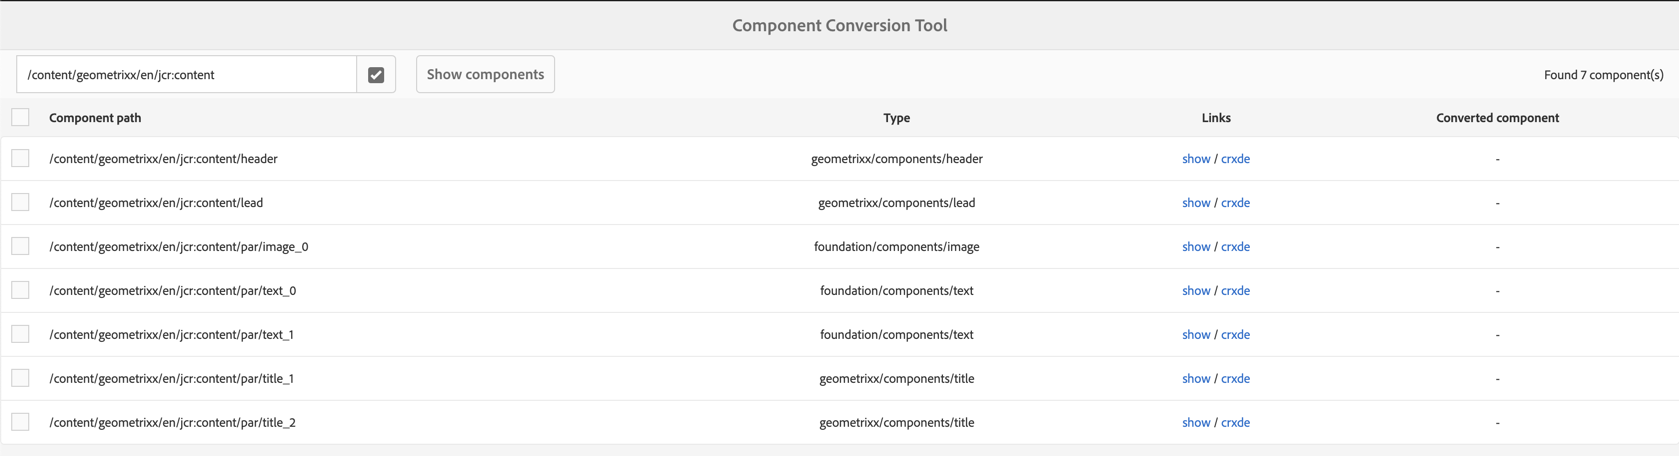 Component Conversion Tool
/content/geometrixx/en/jcr:content Show components Found 7 component(s)
Component path Type Links Converted component
/content/geometrixx/en/jcr:content/header geometrixx/components/header show / crxde -
/content/geometrixx/en/jcr:content/lead geometrixx/components/lead show / crxde -
/content/geometrixx/en/jcr:content/par/image_0 foundation/components/image show / crxde -
/content/geometrixx/en/jcr:content/par/text_0 foundation/components/text show / crxde -
/content/geometrixx/en/jcr:content/par/text_1 foundation/components/text show / crxde -
/content/geometrixx/en/jcr:content/par/title_1 geometrixx/components/title show / crxde -
/content/geometrixx/en/jcr:content/par/title_2 geometrixx/components/title show / crxde -